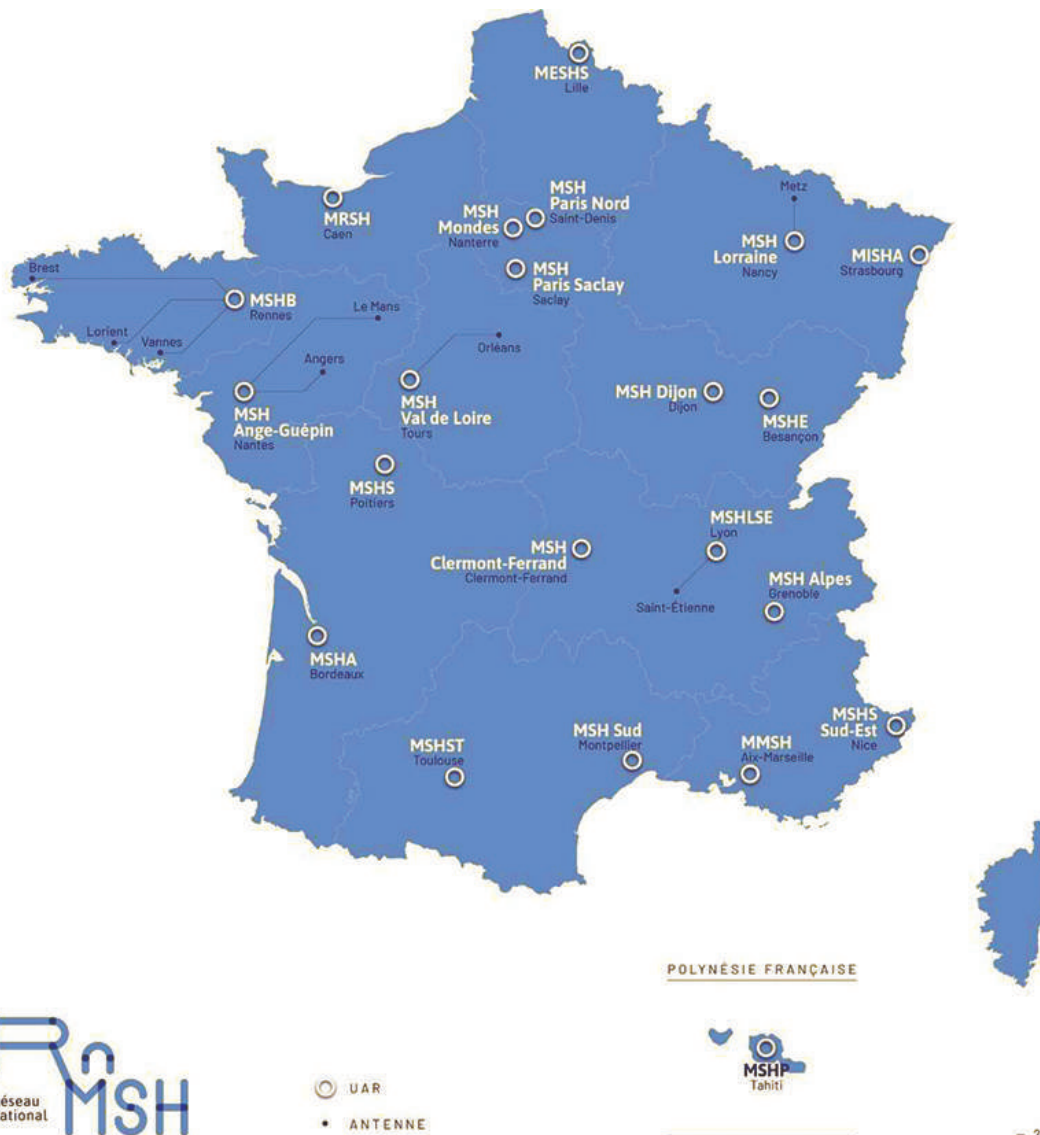 MESHS
Lille
MRSH
Caen
MSH
Mondes
Nanterre
MSH
Paris Nord
Saint-Denis
MSH
Paris Saclay
Saclay
Metz
MSH
Lorraine
Nancy
MISHA
Strasbourg
Brest
MSHB
Rennes
Lorient
Vannes
Le Mans
Angers
Orléans
MSH
Ange-Guépin
Nantes
MSH
Val de Loire
Tours
MSH Dijon
Dijon
MSHE
Besançon
MSHS
Poitiers
MSH
Clermont-Ferrand
Clermont-Ferrand
MSHLSE
Lyon
Saint-Étienne
MSH Alpes
Grenoble
MSHA
Bordeaux
MSHST
Toulouse
MSH Sud
Montpellier
MMSH
Aix-Marseille
MSHS
Sud-Est
Nice
POLYNÉSIE FRANÇAISE
MSHP
Tahiti
Rn
MSH
éseau
ational
UAR
ANTENNE